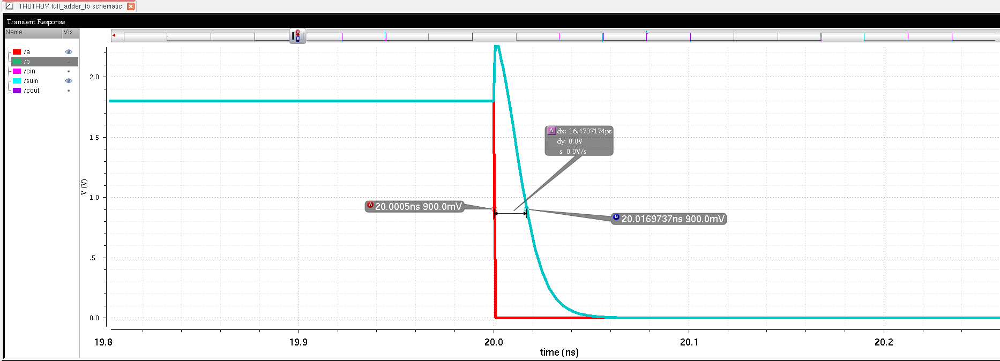 THUTHUY full_adder_tb schematic
Transient Response
Name Vis
/a
/b
/cin
/sum
/cout
A
B
2.0
1.5
1.0
.5
0.0
V (V)
Δ dx: 16.4737174ps
dy: 0.0V
s: 0.0V/s
A 20.0005ns 900.0mV
B 20.0169737ns 900.0mV
19.8 19.9 20.0 20.1 20.2
time (ns)